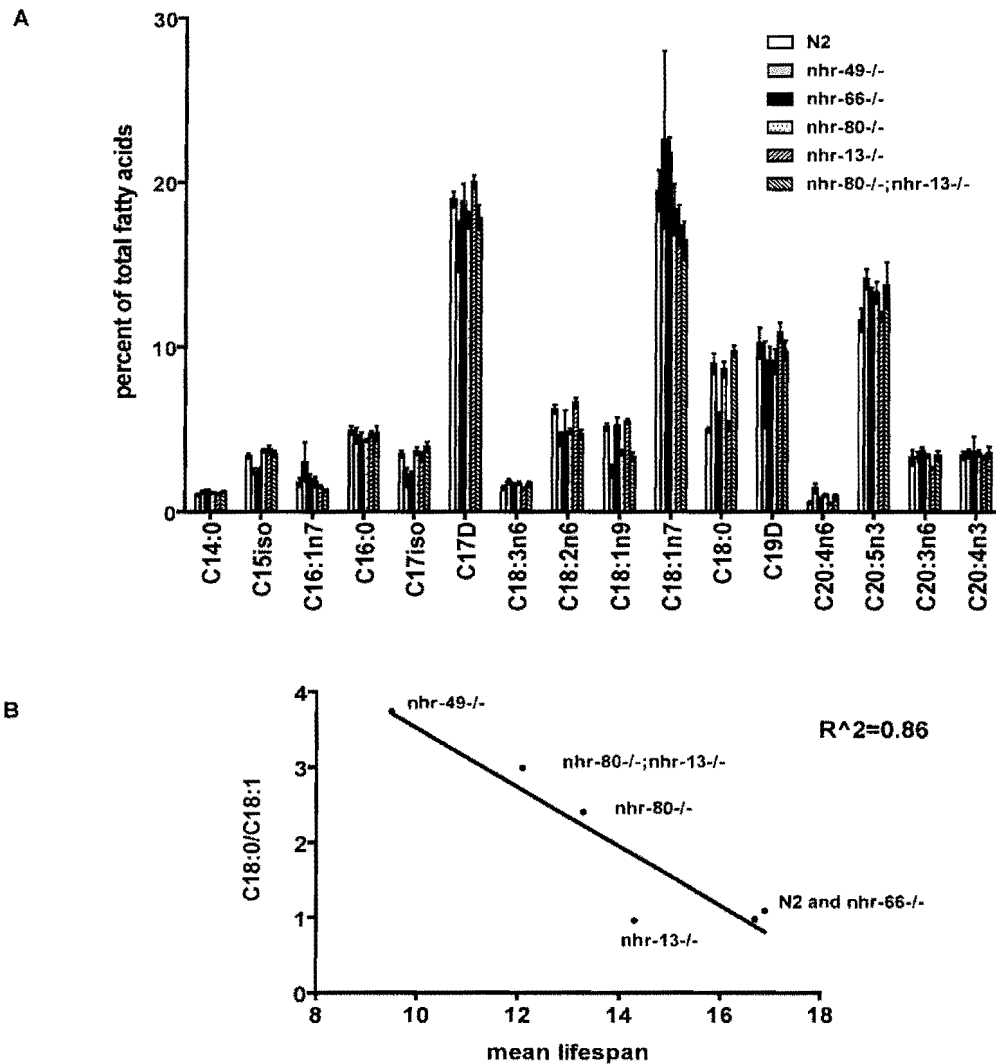 A
30
20
10
0
percent of total fatty acids
N2
nhr-49-/-
nhr-66-/-
nhr-80-/-
nhr-13-/-
nhr-80-/-;nhr-13-/-
C14:0
C15iso
C16:1n7
C16:0
C17iso
C17D
C18:3n6
C18:2n6
C18:1n9
C18:1n7
C18:0
C19D
C20:4n6
C20:5n3
C20:3n6
C20:4n3
B
4
3
2
1
0
C18:0/C18:1
nhr-49-/-
R^2=0.86
nhr-80-/-;nhr-13-/-
nhr-80-/-
N2 and nhr-66-/-
nhr-13-/-
8 10 12 14 16 18
mean lifespan